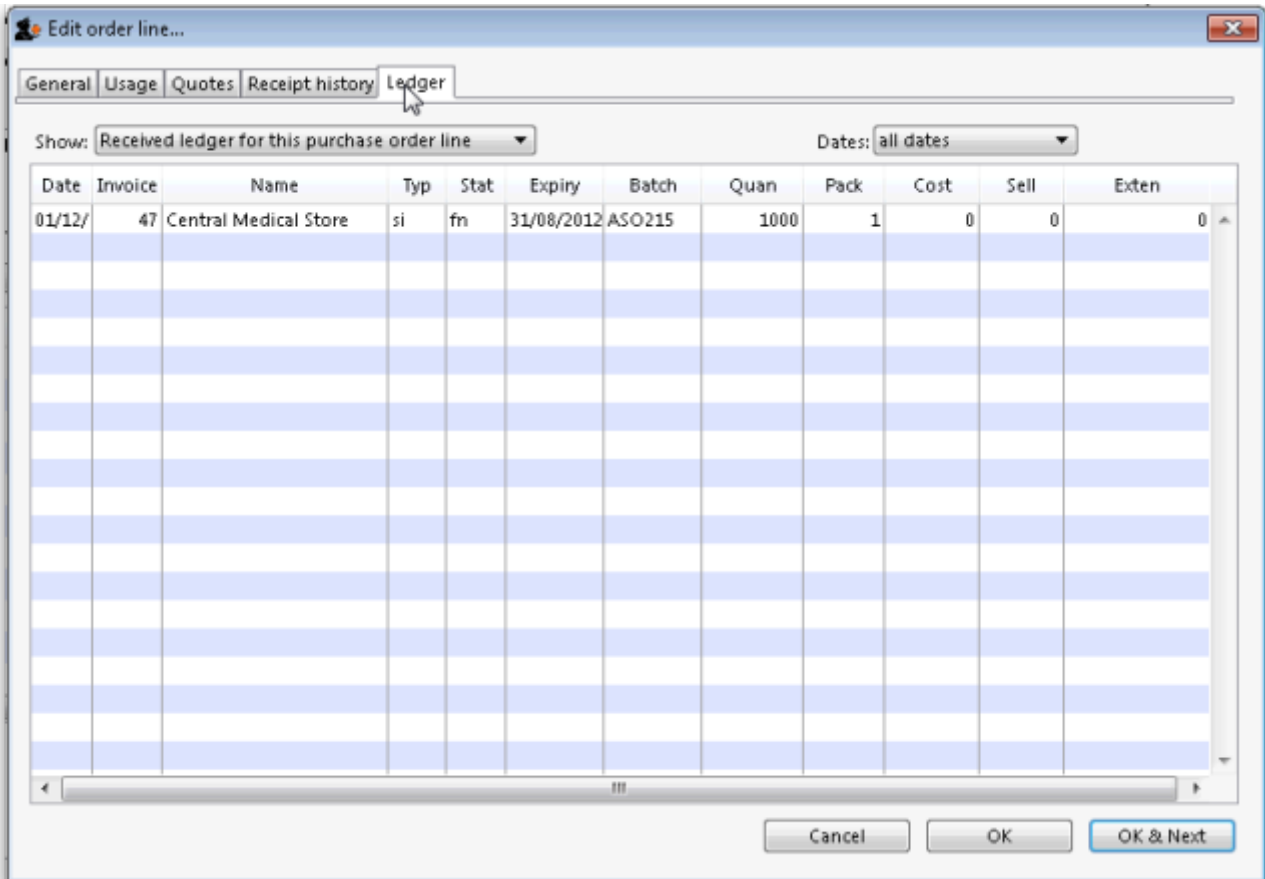 Edit order line...
General Usage Quotes Receipt history Ledger
Show: Received ledger for this purchase order line Dates: all dates
Date Invoice Name Typ Stat Expiry Batch Quan Pack Cost Sell Exten
01/12/ 47 Central Medical Store si fn 31/08/2012 ASO215 1000 1 0 0 0
Cancel OK OK & Next